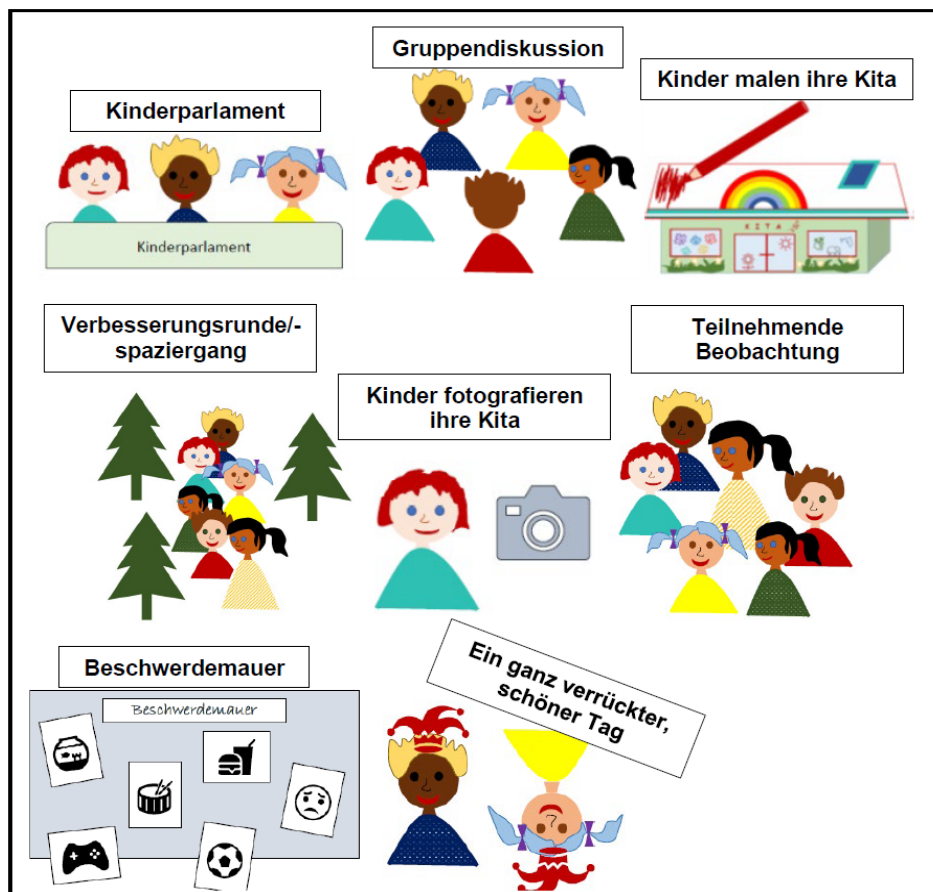 Gruppendiskussion
Kinder malen ihre Kita
Kinderparlament
Kinderparlament
KITA
Verbesserungsrunde/-
spaziergang
Teilnehmende
Beobachtung
Kinder fotografieren
ihre Kita
Beschwerdemauer
Beschwerdemauer
Ein ganz verrückter,
schöner Tag